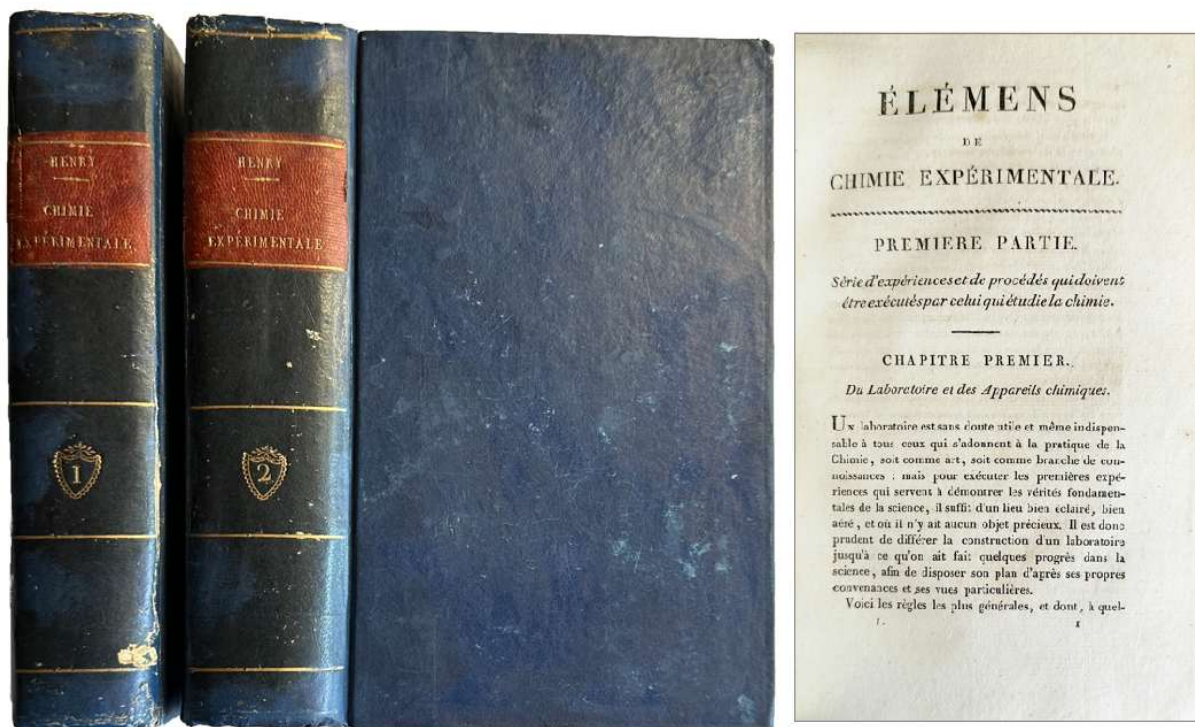 HENRY
CHIMIE
EXPÉRIMENTALE
1
HENRY
CHIMIE
EXPÉRIMENTALE
2
ÉLÉMENS
DE
CHIMIE EXPÉRIMENTALE.
PREMIERE PARTIE.
Série d'expériences et de procédés qui doivent
être exécutés par celui qui étudie la chimie.
CHAPITRE PREMIER.
Du Laboratoire et des Appareils chimiques.
UN laboratoire est sans doute utile et même indispen-
sable à tous ceux qui s'adonnent à la pratique de la
Chimie, soit comme art, soit comme branche de con-
noissances : mais pour exécuter les premières expé-
riences qui servent à démontrer les vérités fondamen-
tales de la science, il suffit d'un lieu bien éclairé, bien
aéré, et où il n'y ait aucun objet précieux. Il est donc
prudent de différer la construction d'un laboratoire
jusqu'à ce qu'on ait fait quelques progrès dans la
science, afin de disposer son plan d'après ses propres
convenances et ses vues particulières.
Voici les règles les plus générales, et dont, à quel-
I. 1